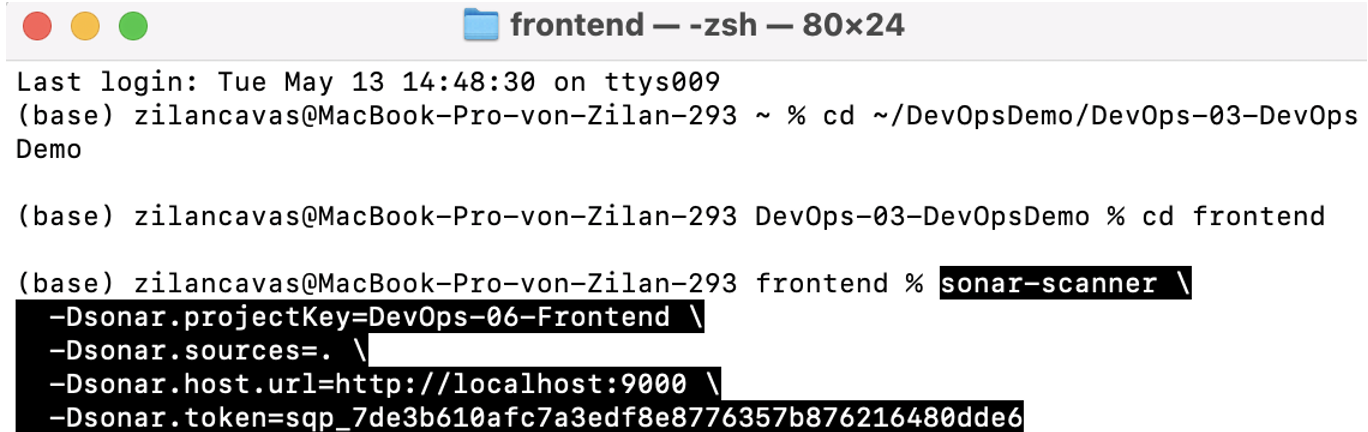 frontend — -zsh — 80×24
Last login: Tue May 13 14:48:30 on ttys009
(base) zilancavas@MacBook-Pro-von-Zilan-293 ~ % cd ~/DevOpsDemo/DevOps-03-DevOps
Demo
(base) zilancavas@MacBook-Pro-von-Zilan-293 DevOps-03-DevOpsDemo % cd frontend
(base) zilancavas@MacBook-Pro-von-Zilan-293 frontend % sonar-scanner \
-Dsonar.projectKey=DevOps-06-Frontend \
-Dsonar.sources=. \
-Dsonar.host.url=http://localhost:9000 \
-Dsonar.token=sqp_7de3b610afc7a3edf8e8776357b876216480dde6